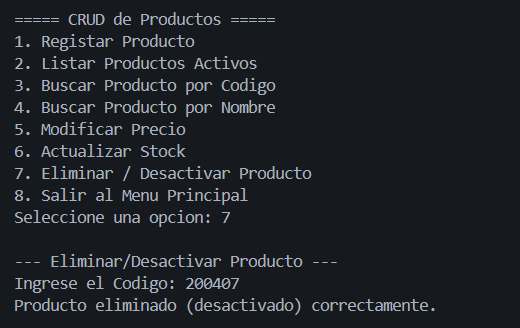 ===== CRUD de Productos =====
1. Registar Producto
2. Listar Productos Activos
3. Buscar Producto por Codigo
4. Buscar Producto por Nombre
5. Modificar Precio
6. Actualizar Stock
7. Eliminar / Desactivar Producto
8. Salir al Menu Principal
Seleccione una opcion: 7
--- Eliminar/Desactivar Producto ---
Ingrese el Codigo: 200407
Producto eliminado (desactivado) correctamente.